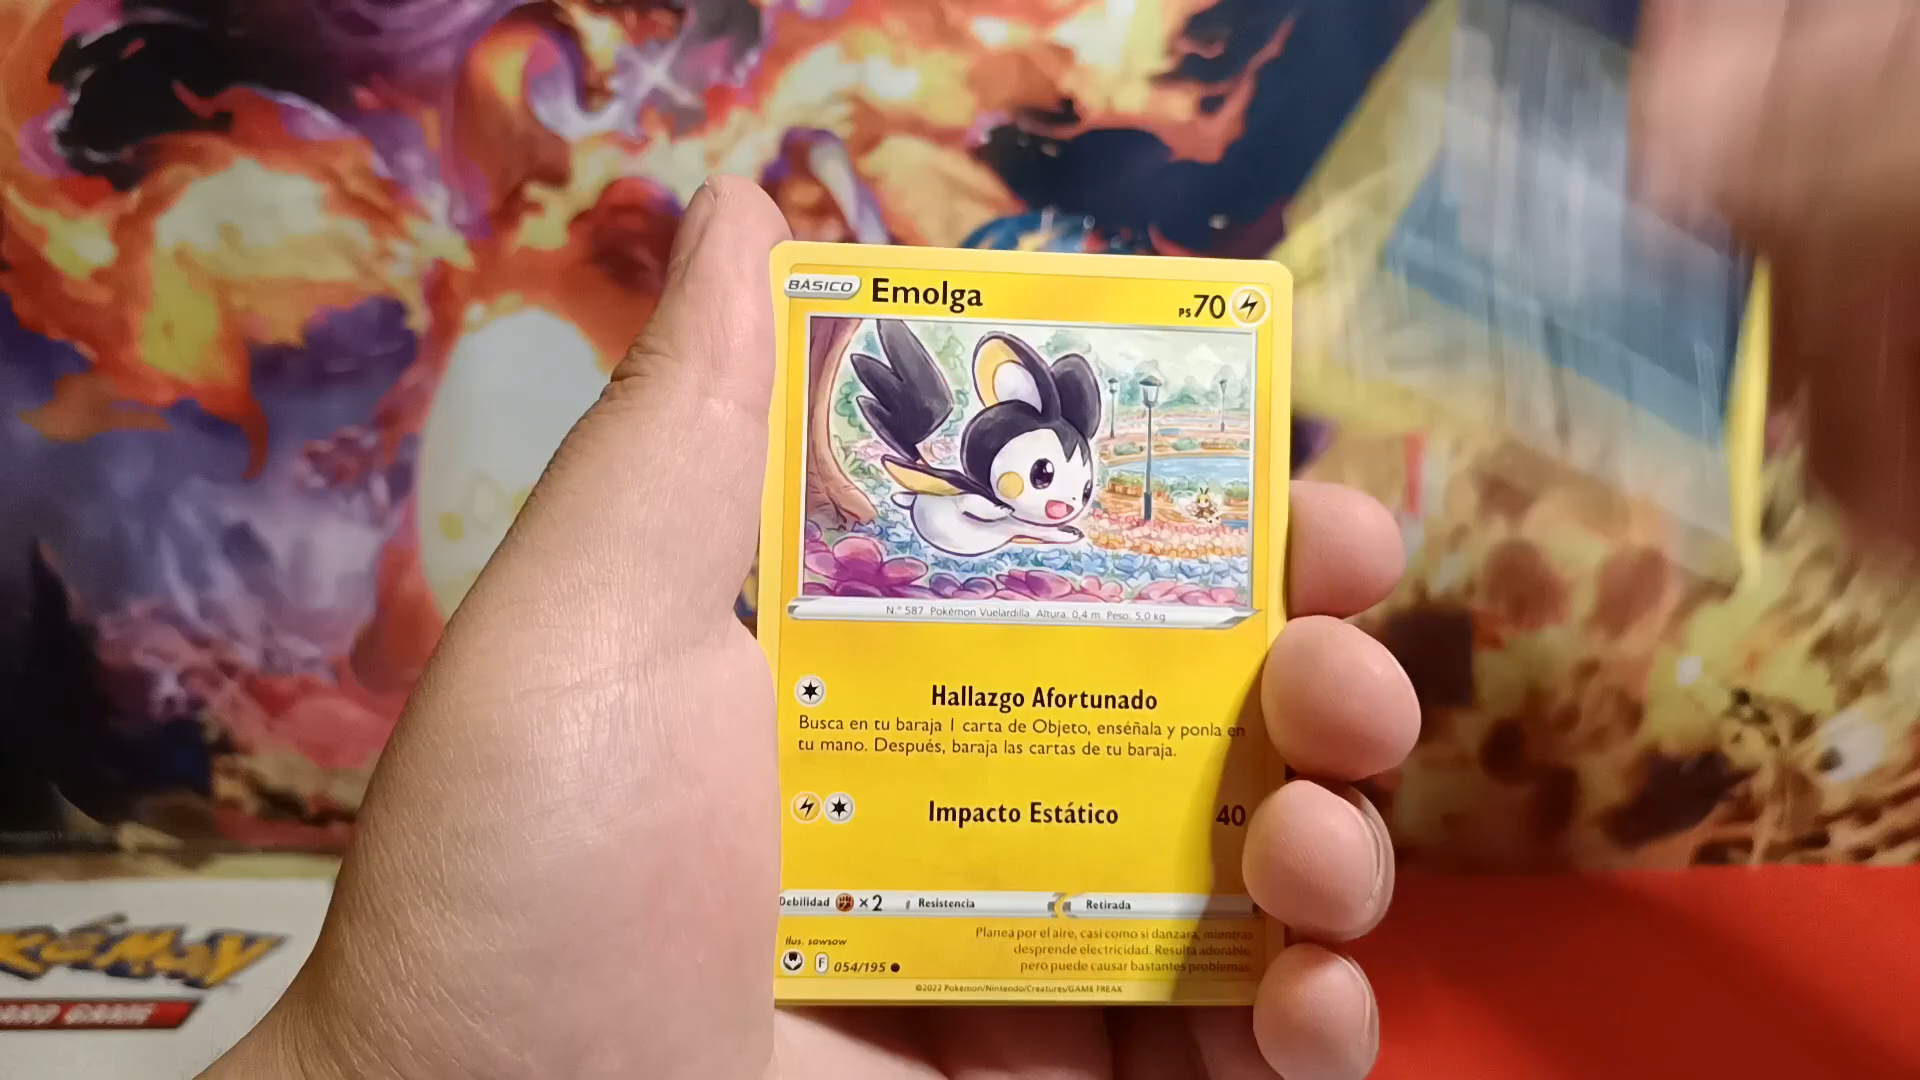 BÁSICO Emolga PS70
N.º 587 Pokémon Vuelardilla Altura: 0,4 m Peso: 5,0 kg
Hallazgo Afortunado
Busca en tu baraja 1 carta de Objeto, enséñala y ponla en
tu mano. Después, baraja las cartas de tu baraja.
Impacto Estático 40
Debilidad ×2 Resistencia Retirada
Planea por el aire, casi como si danzara, mientras
desprende electricidad. Resulta adorable,
pero puede causar bastantes problemas.
Ilus. sowsow
F 054/195
©2022 Pokémon/Nintendo/Creatures/GAME FREAK
POKéMON
CARD GAME